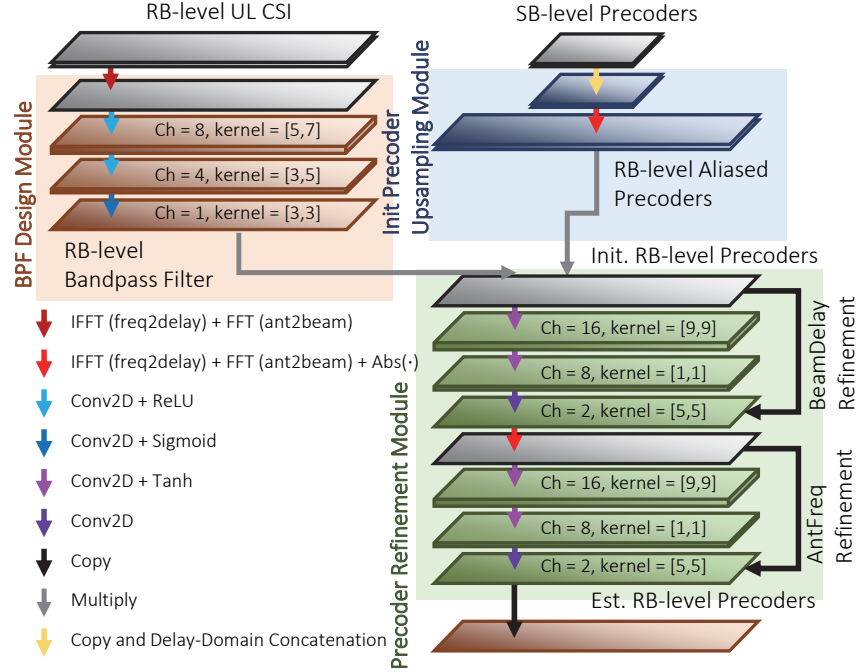 RB-level UL CSI
SB-level Precoders
BPF Design Module
Ch = 8, kernel = [5,7]
Ch = 4, kernel = [3,5]
Ch = 1, kernel = [3,3]
RB-level
Bandpass Filter
Init Precoder
Upsampling Module
RB-level Aliased
Precoders
Init. RB-level Precoders
Precoder Refinement Module
Ch = 16, kernel = [9,9]
Ch = 8, kernel = [1,1]
Ch = 2, kernel = [5,5]
BeamDelay
Refinement
Ch = 16, kernel = [9,9]
Ch = 8, kernel = [1,1]
Ch = 2, kernel = [5,5]
AntFreq
Refinement
Est. RB-level Precoders
IFFT (freq2delay) + FFT (ant2beam)
IFFT (freq2delay) + FFT (ant2beam) + Abs(·)
Conv2D + ReLU
Conv2D + Sigmoid
Conv2D + Tanh
Conv2D
Copy
Multiply
Copy and Delay-Domain Concatenation